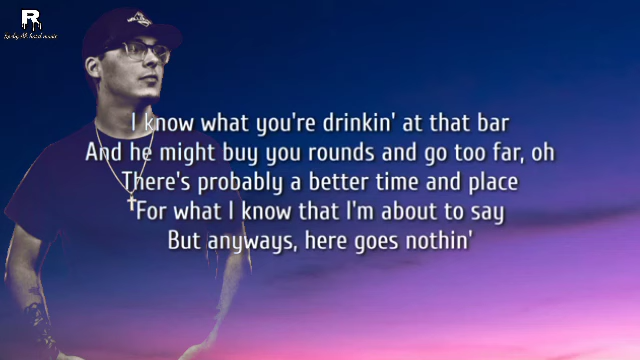 R
I know what you're drinkin' at that bar
And he might buy you rounds and go too far, oh
There's probably a better time and place
For what I know that I'm about to say
But anyways, here goes nothin'